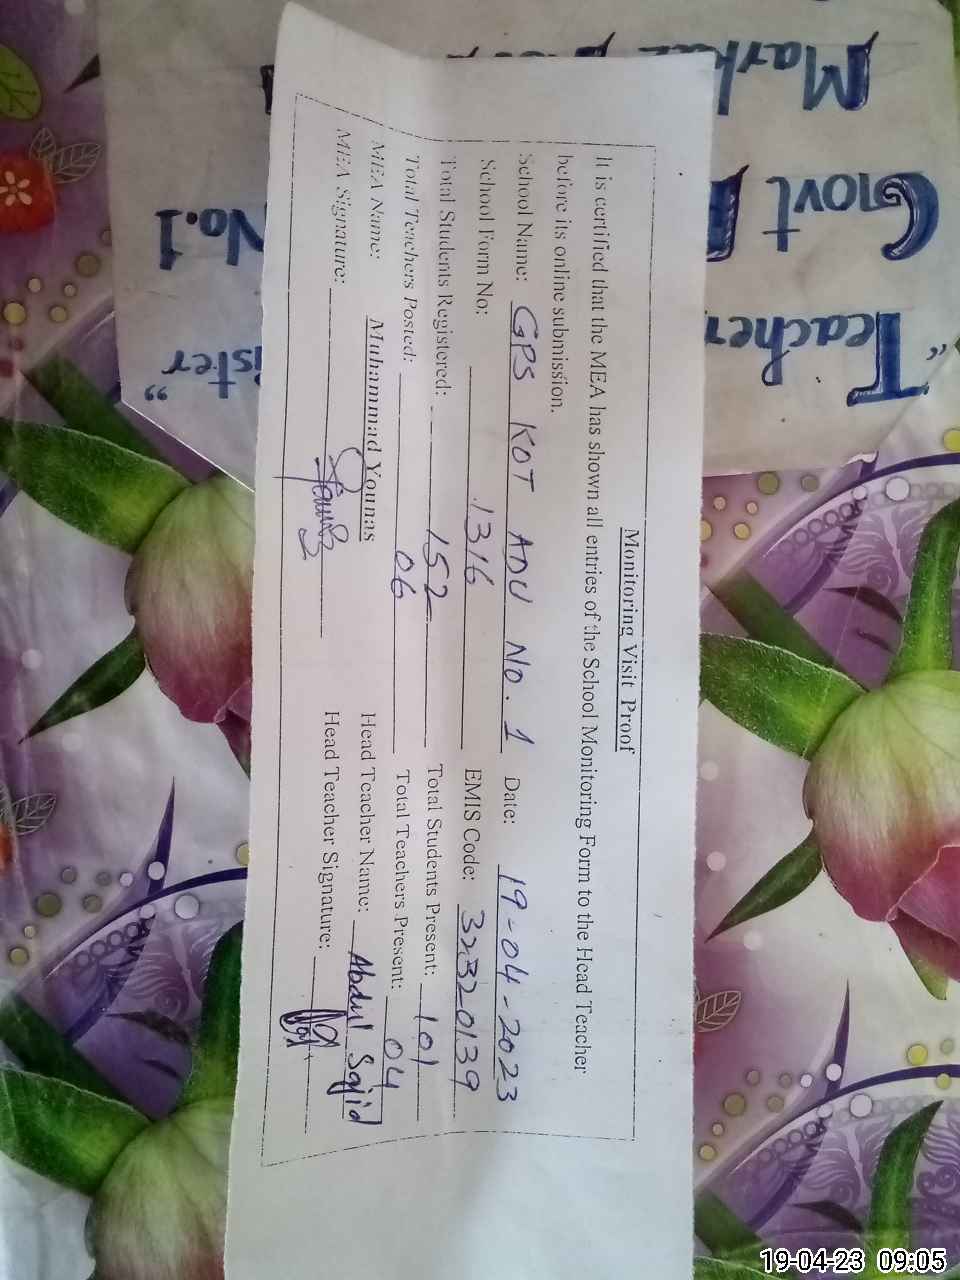 Monitoring Visit Proof
It is certified that the MEA has shown all entries of the School Monitoring Form to the Head Teacher
before its online submission.
School Name: GPS KOT ADU No. 1 Date: 19-04-2023
School Form No: 1316 EMIS Code: 32320139
Total Students Registered: 152 Total Students Present: 101
Total Teachers Posted: 06 Total Teachers Present: 04
MEA Name: Muhammad Younas Head Teacher Name: Abdul Sajid
MEA Signature: Head Teacher Signature:
"Teacher ister"
Govt No.1
19-04-23 09:05